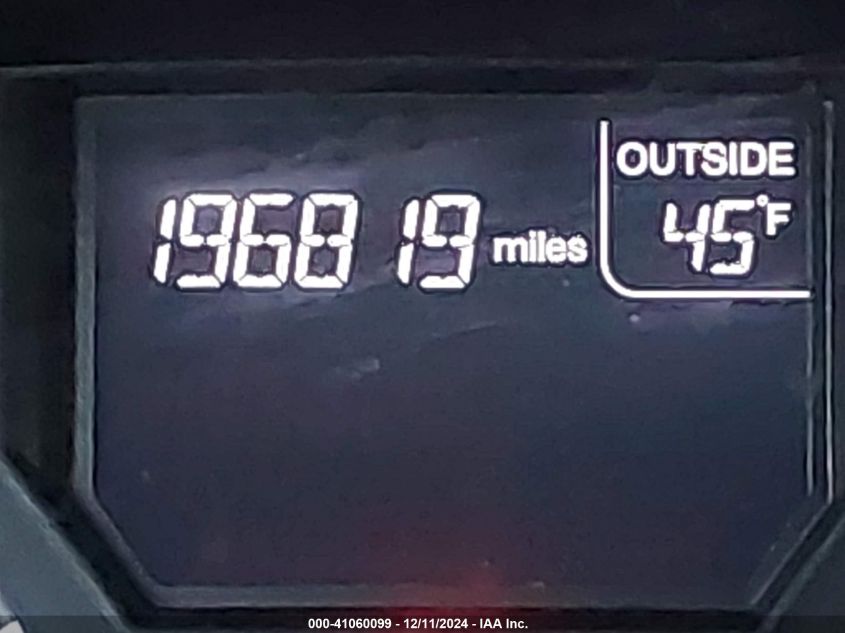 OUTSIDE
196819 miles 45°F
000-41060099 - 12/11/2024 - IAA Inc.